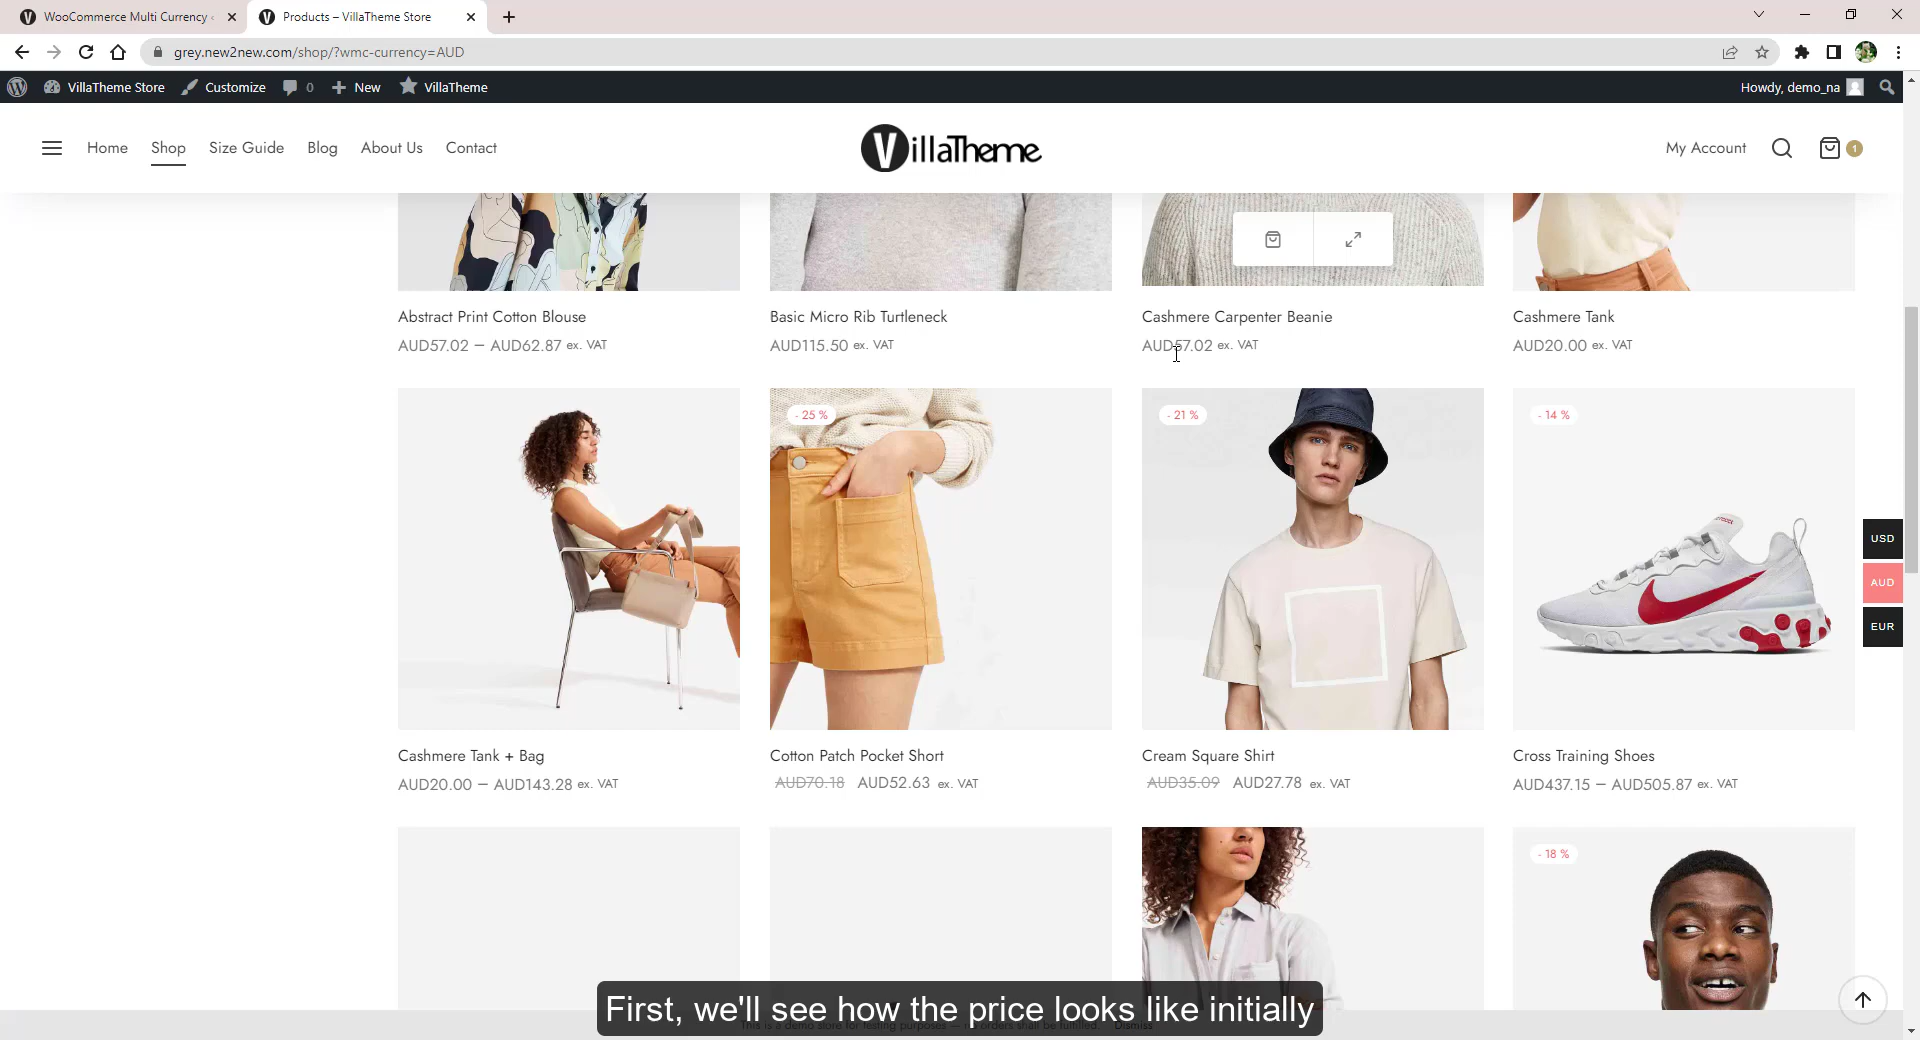 WooCommerce Multi Currency
Products – VillaTheme Store
grey.new2new.com/shop/?wmc-currency=AUD
VillaTheme Store
Customize
0
New
VillaTheme
Howdy, demo_na
Home
Shop
Size Guide
Blog
About Us
Contact
VillaTheme
My Account
1
Abstract Print Cotton Blouse
AUD57.02 – AUD62.87 ex. VAT
Basic Micro Rib Turtleneck
AUD115.50 ex. VAT
Cashmere Carpenter Beanie
AUD57.02 ex. VAT
Cashmere Tank
AUD20.00 ex. VAT
- 25 %
- 21 %
- 14 %
USD
AUD
EUR
Cashmere Tank + Bag
AUD20.00 – AUD143.28 ex. VAT
Cotton Patch Pocket Short
AUD70.18 AUD52.63 ex. VAT
Cream Square Shirt
AUD35.09 AUD27.78 ex. VAT
Cross Training Shoes
AUD437.15 – AUD505.87 ex. VAT
- 18 %
First, we'll see how the price looks like initially
This is a demo store for testing purposes — no orders shall be fulfilled. Dismiss